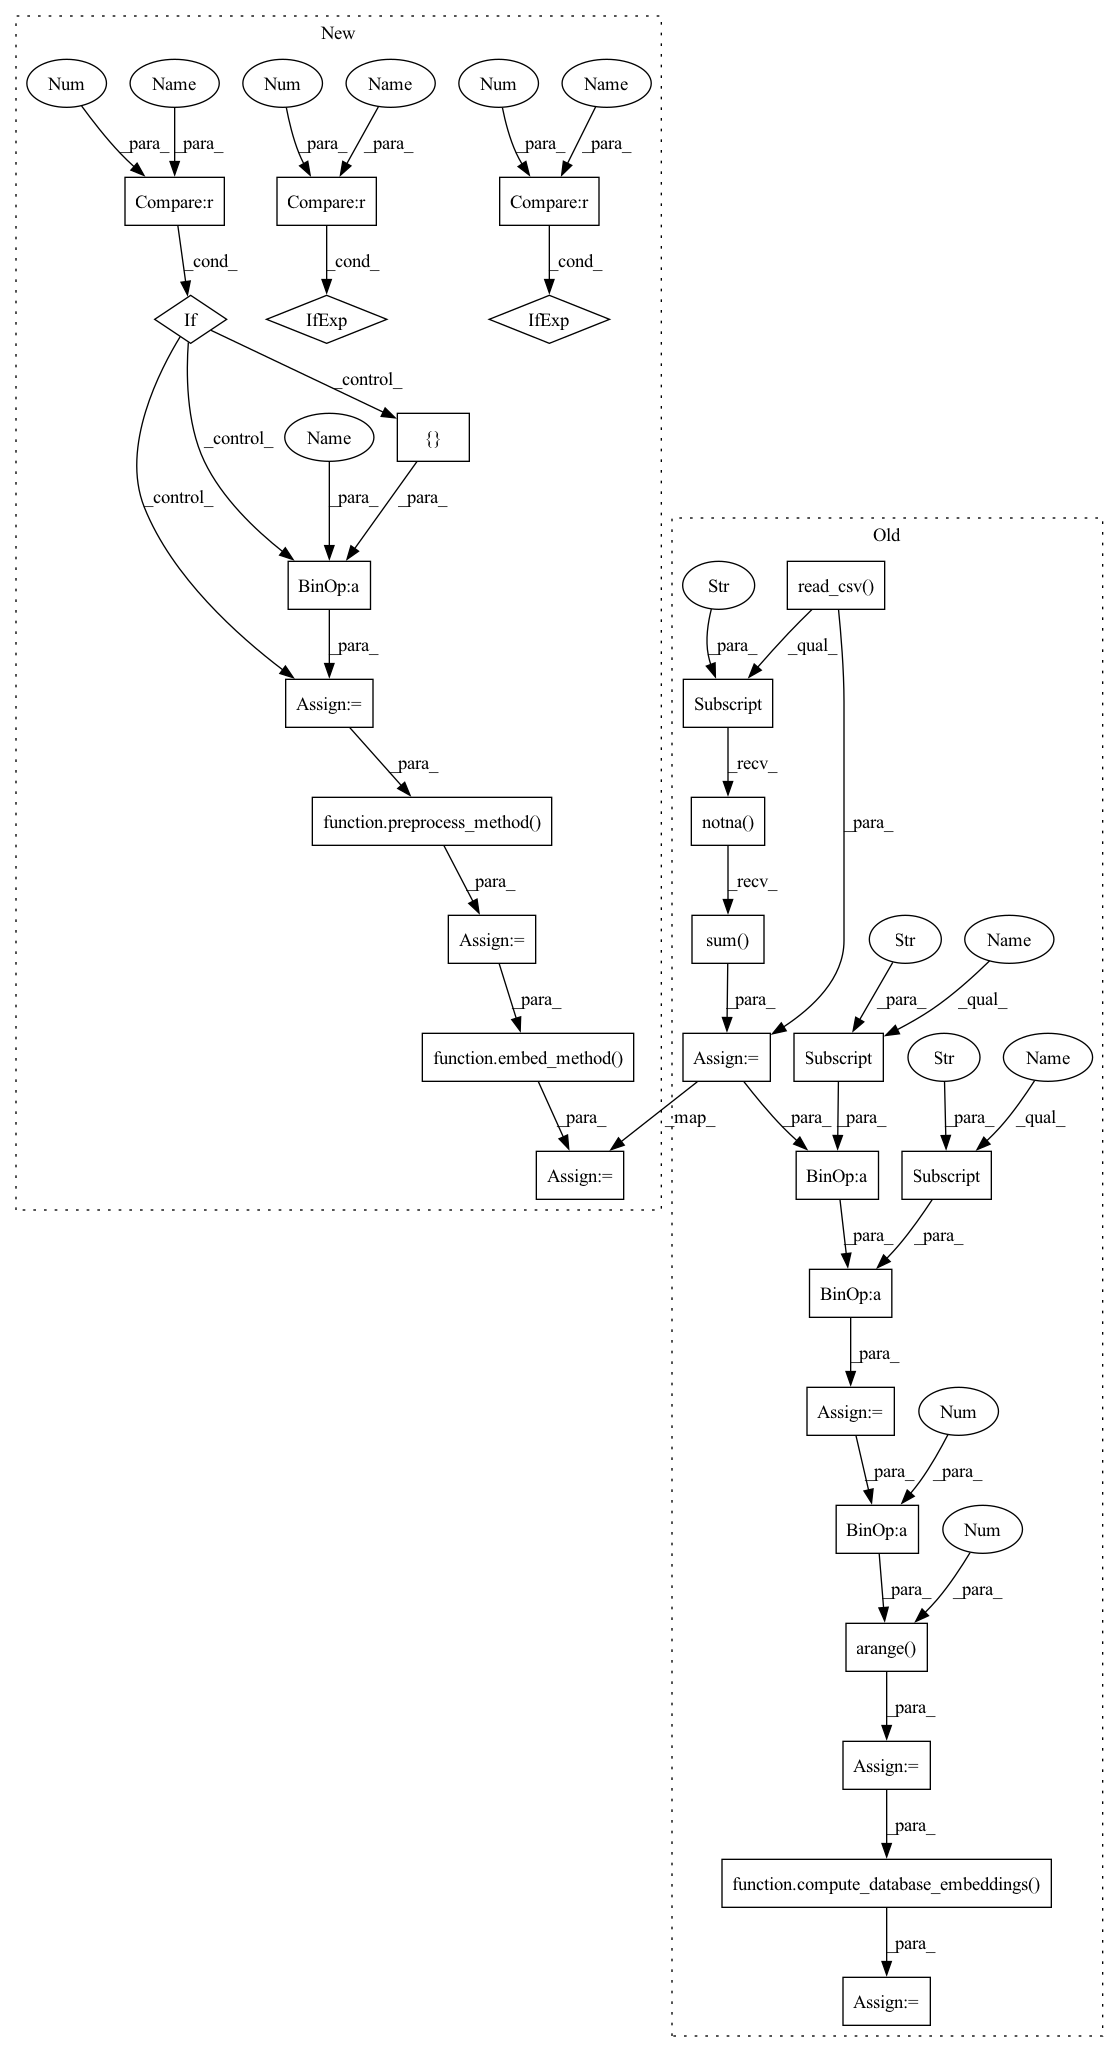 New
Num
Name
Num
Name
Num
Name
_para_
_para_
_para_
_para_
_para_
_para_
Compare:r
Compare:r
Compare:r
_cond_
_cond_
_cond_
If
IfExp
IfExp
_control_
Name
{}
_control_
_control_
_para_
_para_
BinOp:a
_para_
Assign:=
_para_
function.preprocess_method()
_para_
Assign:=
_para_
function.embed_method()
_para_
_map_
Assign:=
Old
Str
read_csv()
_para_
_qual_
Subscript
_recv_
notna()
_para_
_recv_
sum()
Str
Name
_para_
_para_
_qual_
Assign:=
Subscript
Str
Name
_para_
_para_
_para_
_qual_
BinOp:a
Subscript
_para_
_para_
BinOp:a
_para_
Assign:=
Num
_para_
_para_
BinOp:a
Num
_para_
_para_
arange()
_para_
Assign:=
_para_
function.compute_database_embeddings()
_para_
Assign:=